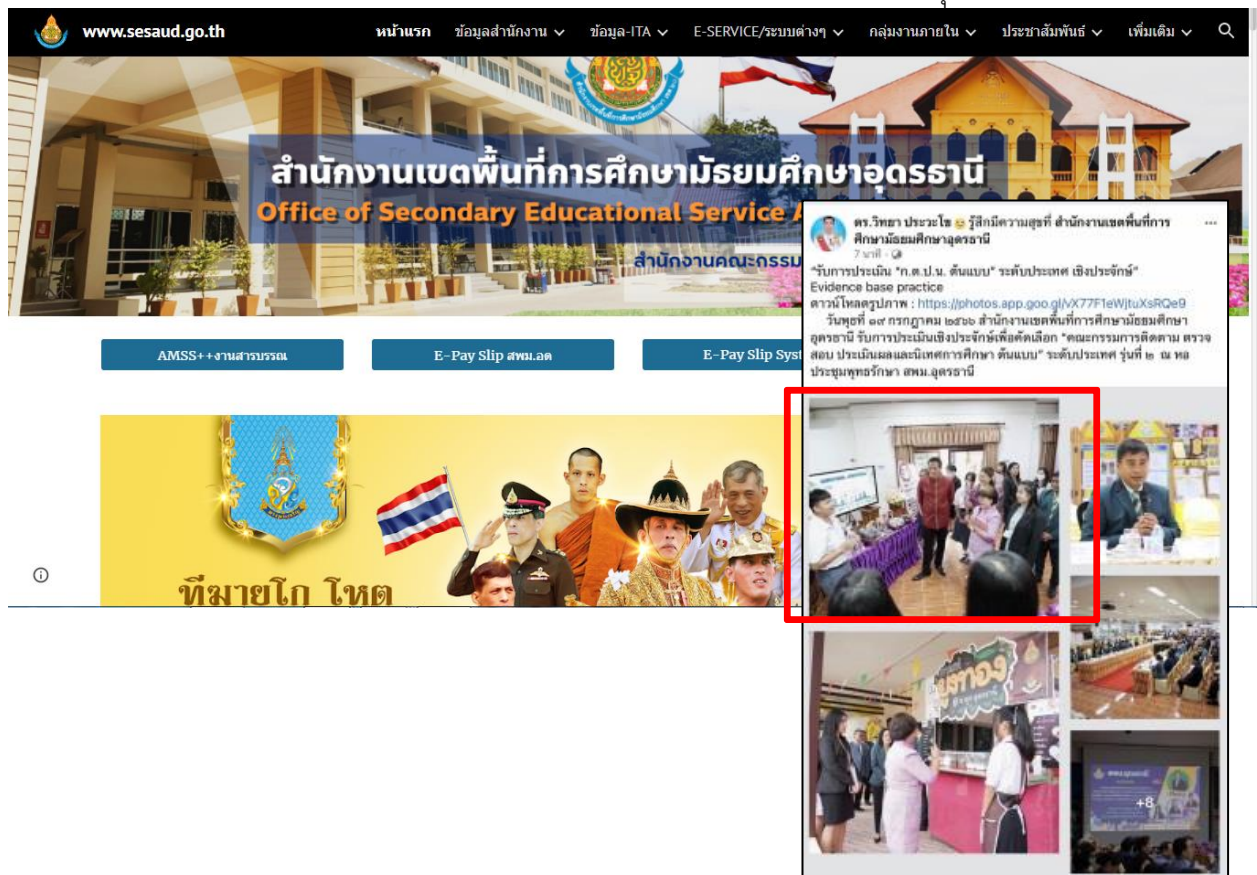 www.sesaud.go.th
หน้าแรก
ข้อมูลสำนักงาน
ข้อมูล-ITA
E-SERVICE/ระบบต่างๆ
กลุ่มงานภายใน
ประชาสัมพันธ์
เพิ่มเติม
สำนักงานเขตพื้นที่การศึกษามัธยมศึกษาอุดรธานี
Office of Secondary Educational Service A
สำนักงานคณะกรรม
AMSS++งานสารบรรณ
E-Pay Slip สพม.อด
E-Pay Slip Syst
ทีฆายุโก โหต
ดร.วิทยา ประวะโข รู้สึกมีความสุขที่ สำนักงานเขตพื้นที่การ
ศึกษามัธยมศึกษาอุดรธานี
7 นาที
"รับการประเมิน "ก.ต.ป.น. ต้นแบบ" ระดับประเทศ เชิงประจักษ์"
Evidence base practice
ดาวน์โหลดรูปภาพ : https://photos.app.goo.gl/vX77F1eWjtuXsRQe9
วันพุธที่ ๑๙ กรกฎาคม ๒๕๖๖ สำนักงานเขตพื้นที่การศึกษามัธยมศึกษา
อุดรธานี รับการประเมินเชิงประจักษ์เพื่อคัดเลือก "คณะกรรมการติดตาม ตรวจ
สอบ ประเมินผลและนิเทศการศึกษา ต้นแบบ" ระดับประเทศ รุ่นที่ ๒ ณ หอ
ประชุมพุทธรักษา สพม.อุดรธานี
+8